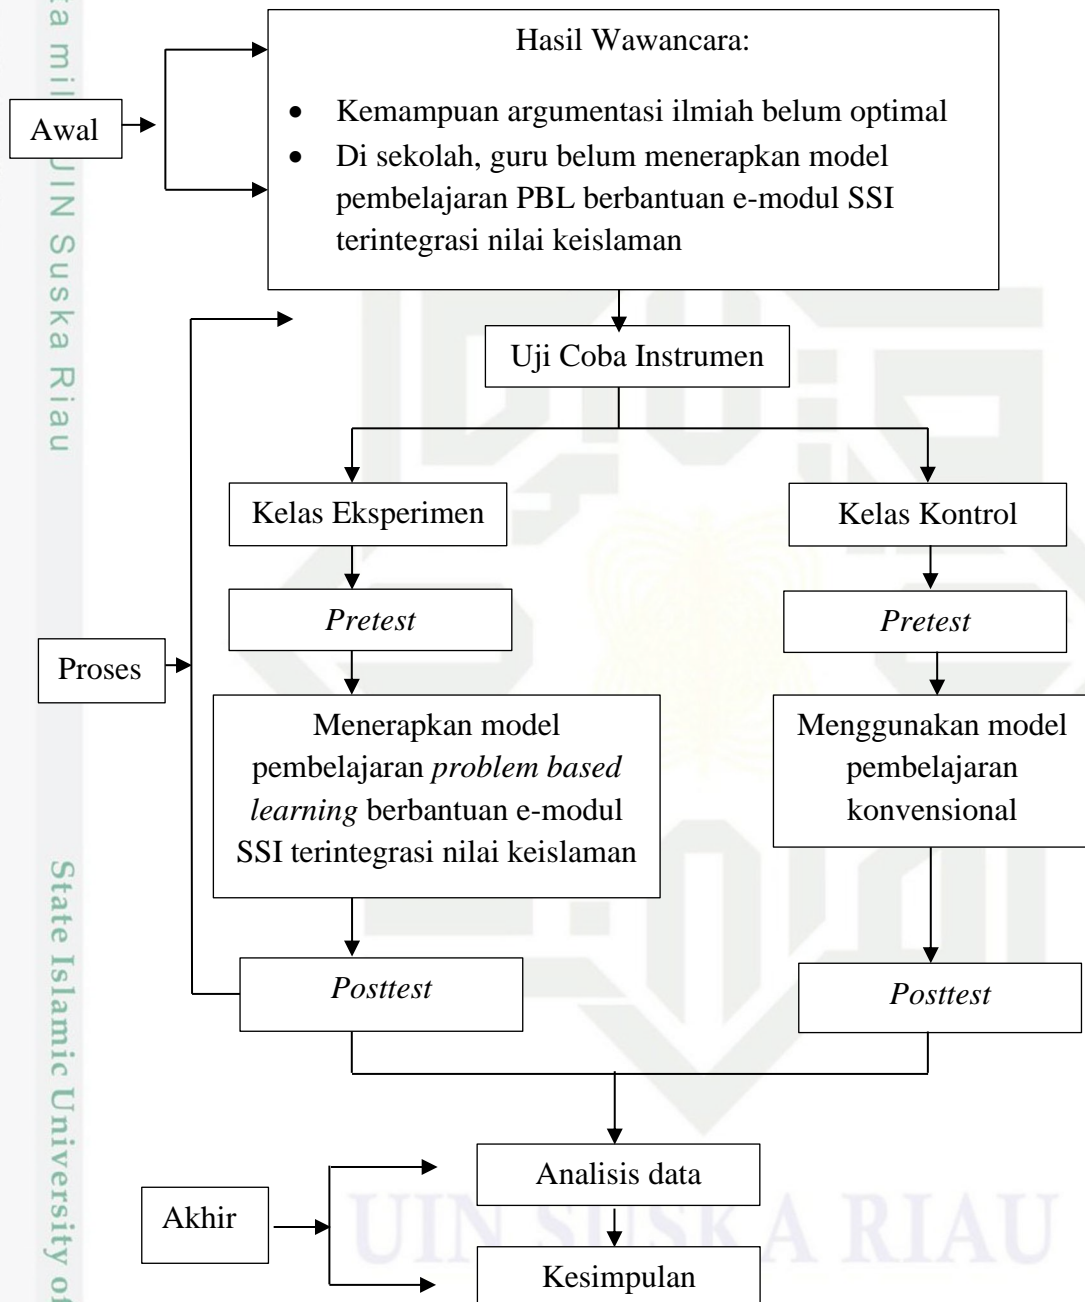 Hasil Wawancara:
• Kemampuan argumentasi ilmiah belum optimal
• Di sekolah, guru belum menerapkan model
pembelajaran PBL berbantuan e-modul SSI
terintegrasi nilai keislaman
Awal
Uji Coba Instrumen
Kelas Eksperimen
Kelas Kontrol
Pretest
Pretest
Proses
Menerapkan model
pembelajaran problem based
learning berbantuan e-modul
SSI terintegrasi nilai keislaman
Menggunakan model
pembelajaran
konvensional
Posttest
Posttest
Analisis data
Akhir
Kesimpulan
UIN SUSKA RIAU
UIN Suska Riau
State Islamic University of